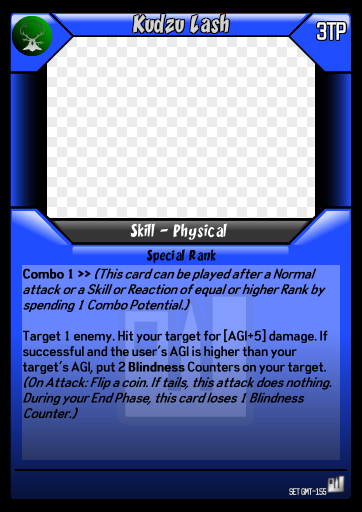 Kudzu Lash
3TP
Skill - Physical
Special Rank
Combo 1 >> (This card can be played after a Normal
attack or a Skill or Reaction of equal or higher Rank by
spending 1 Combo Potential.)
Target 1 enemy. Hit your target for [AGI+5] damage. If
successful and the user's AGI is higher than your
target's AGI, put 2 Blindness Counters on your target.
(On Attack: Flip a coin. If tails, this attack does nothing.
During your End Phase, this card loses 1 Blindness
Counter.)
SET GMT-155